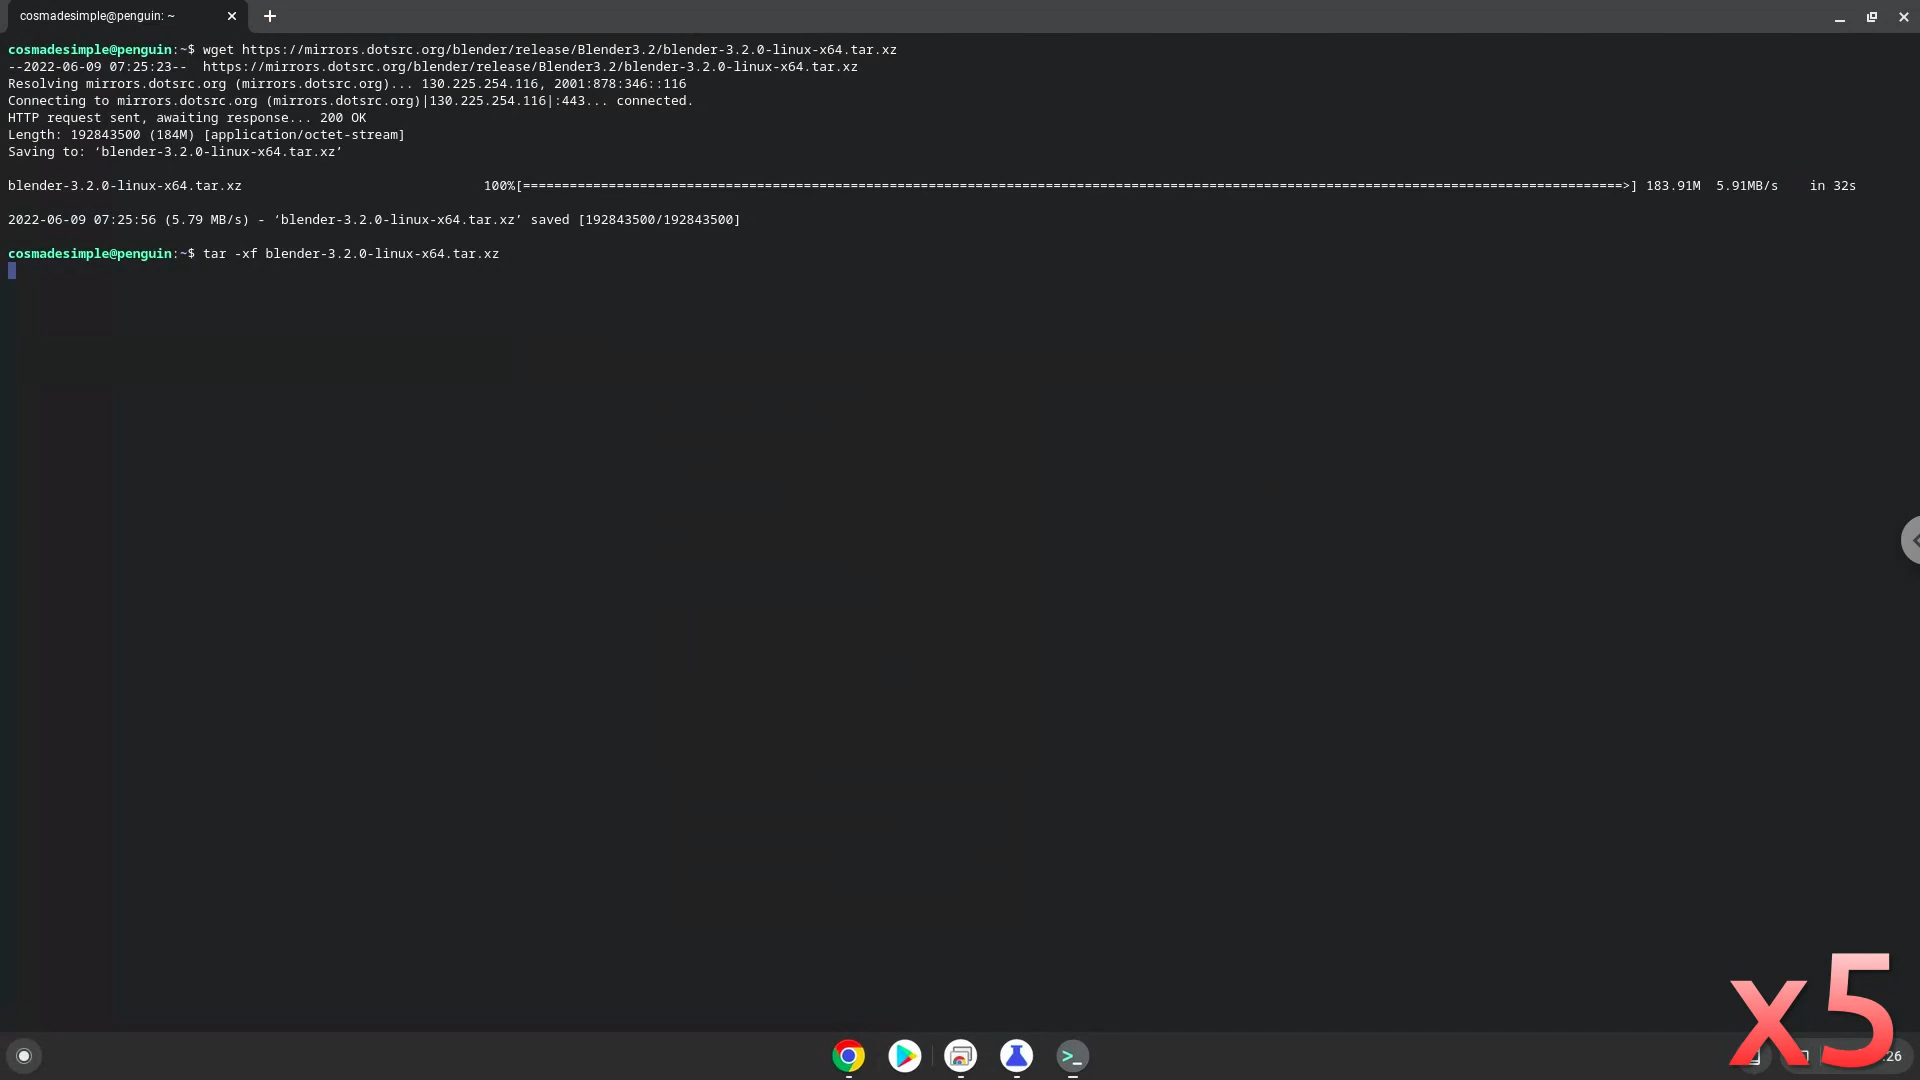 cosmadesimple@penguin: ~
cosmadesimple@penguin:~$ wget https://mirrors.dotsrc.org/blender/release/Blender3.2/blender-3.2.0-linux-x64.tar.xz
--2022-06-09 07:25:23--  https://mirrors.dotsrc.org/blender/release/Blender3.2/blender-3.2.0-linux-x64.tar.xz
Resolving mirrors.dotsrc.org (mirrors.dotsrc.org)... 130.225.254.116, 2001:878:346::116
Connecting to mirrors.dotsrc.org (mirrors.dotsrc.org)|130.225.254.116|:443... connected.
HTTP request sent, awaiting response... 200 OK
Length: 192843500 (184M) [application/octet-stream]
Saving to: ‘blender-3.2.0-linux-x64.tar.xz’
blender-3.2.0-linux-x64.tar.xz 100%[=============================================================================================================================================>] 183.91M 5.91MB/s in 32s
2022-06-09 07:25:56 (5.79 MB/s) - ‘blender-3.2.0-linux-x64.tar.xz’ saved [192843500/192843500]
cosmadesimple@penguin:~$ tar -xf blender-3.2.0-linux-x64.tar.xz
x5
:26